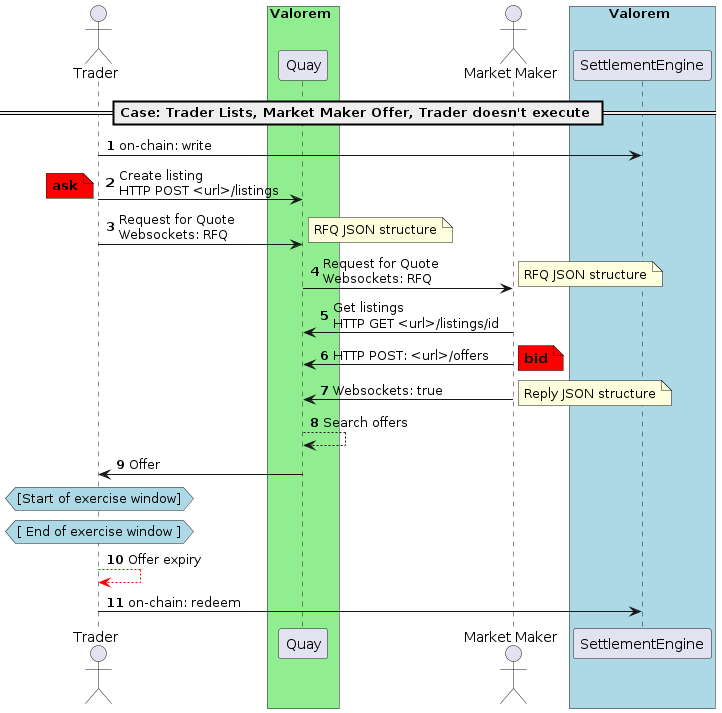 Valorem
Valorem
Trader
Quay
Market Maker
SettlementEngine
Case: Trader Lists, Market Maker Offer, Trader doesn't execute
1 on-chain: write
ask
2 Create listing
HTTP POST <url>/listings
3 Request for Quote
Websockets: RFQ
RFQ JSON structure
4 Request for Quote
Websockets: RFQ
RFQ JSON structure
5 Get listings
HTTP GET <url>/listings/id
6 HTTP POST: <url>/offers
bid
7 Websockets: true
Reply JSON structure
8 Search offers
9 Offer
[Start of exercise window]
[ End of exercise window ]
10 Offer expiry
11 on-chain: redeem
Trader
Quay
Market Maker
SettlementEngine